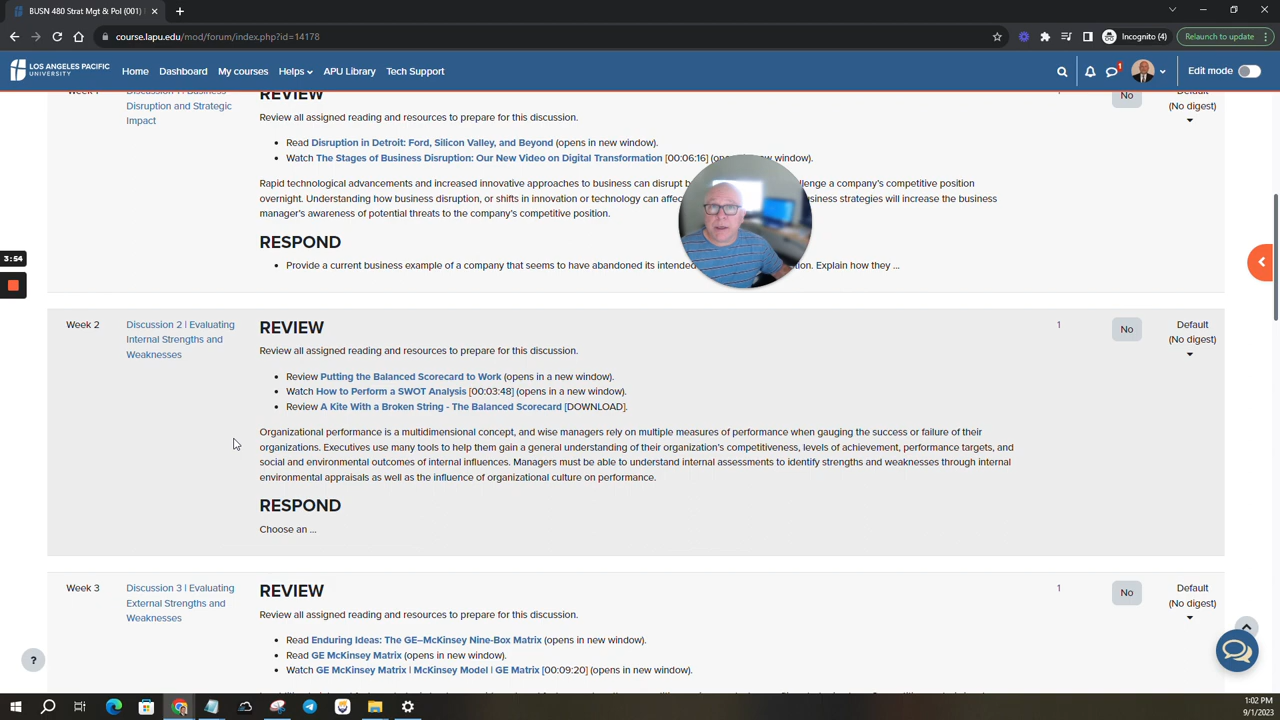 BUSN 480 Strat Mgt & Pol (001) |
course.lapu.edu/mod/forum/index.php?id=14178
Incognito (4)
Relaunch to update
LOS ANGELES PACIFIC
UNIVERSITY
Home
Dashboard
My courses
Helps
APU Library
Tech Support
1
Edit mode
Disruption and Strategic
Impact
REVIEW
1
No
Default
(No digest)
Review all assigned reading and resources to prepare for this discussion.
Read Disruption in Detroit: Ford, Silicon Valley, and Beyond (opens in new window).
Watch The Stages of Business Disruption: Our New Video on Digital Transformation [00:06:16] window).
Rapid technological advancements and increased innovative approaches to business can disrupt a company's competitive position
overnight. Understanding how business disruption, or shifts in innovation or technology can business strategies will increase the business
manager's awareness of potential threats to the company's competitive position.
RESPOND
Provide a current business example of a company that seems to have abandoned its intended Explain how they ...
3:54
Week 2
Discussion 2 | Evaluating
Internal Strengths and
Weaknesses
REVIEW
1
No
Default
(No digest)
Review all assigned reading and resources to prepare for this discussion.
Review Putting the Balanced Scorecard to Work (opens in a new window).
Watch How to Perform a SWOT Analysis [00:03:48] (opens in a new window).
Review A Kite With a Broken String - The Balanced Scorecard [DOWNLOAD].
Organizational performance is a multidimensional concept, and wise managers rely on multiple measures of performance when gauging the success or failure of their
organizations. Executives use many tools to help them gain a general understanding of their organization's competitiveness, levels of achievement, performance targets, and
social and environmental outcomes of internal influences. Managers must be able to understand internal assessments to identify strengths and weaknesses through internal
environmental appraisals as well as the influence of organizational culture on performance.
RESPOND
Choose an ...
Week 3
Discussion 3 | Evaluating
External Strengths and
Weaknesses
REVIEW
1
No
Default
(No digest)
Review all assigned reading and resources to prepare for this discussion.
Read Enduring Ideas: The GE–McKinsey Nine-Box Matrix (opens in new window).
Read GE McKinsey Matrix (opens in new window).
Watch GE McKinsey Matrix | McKinsey Model | GE Matrix [00:09:20] (opens in new window).
?
1:02 PM
9/1/2023